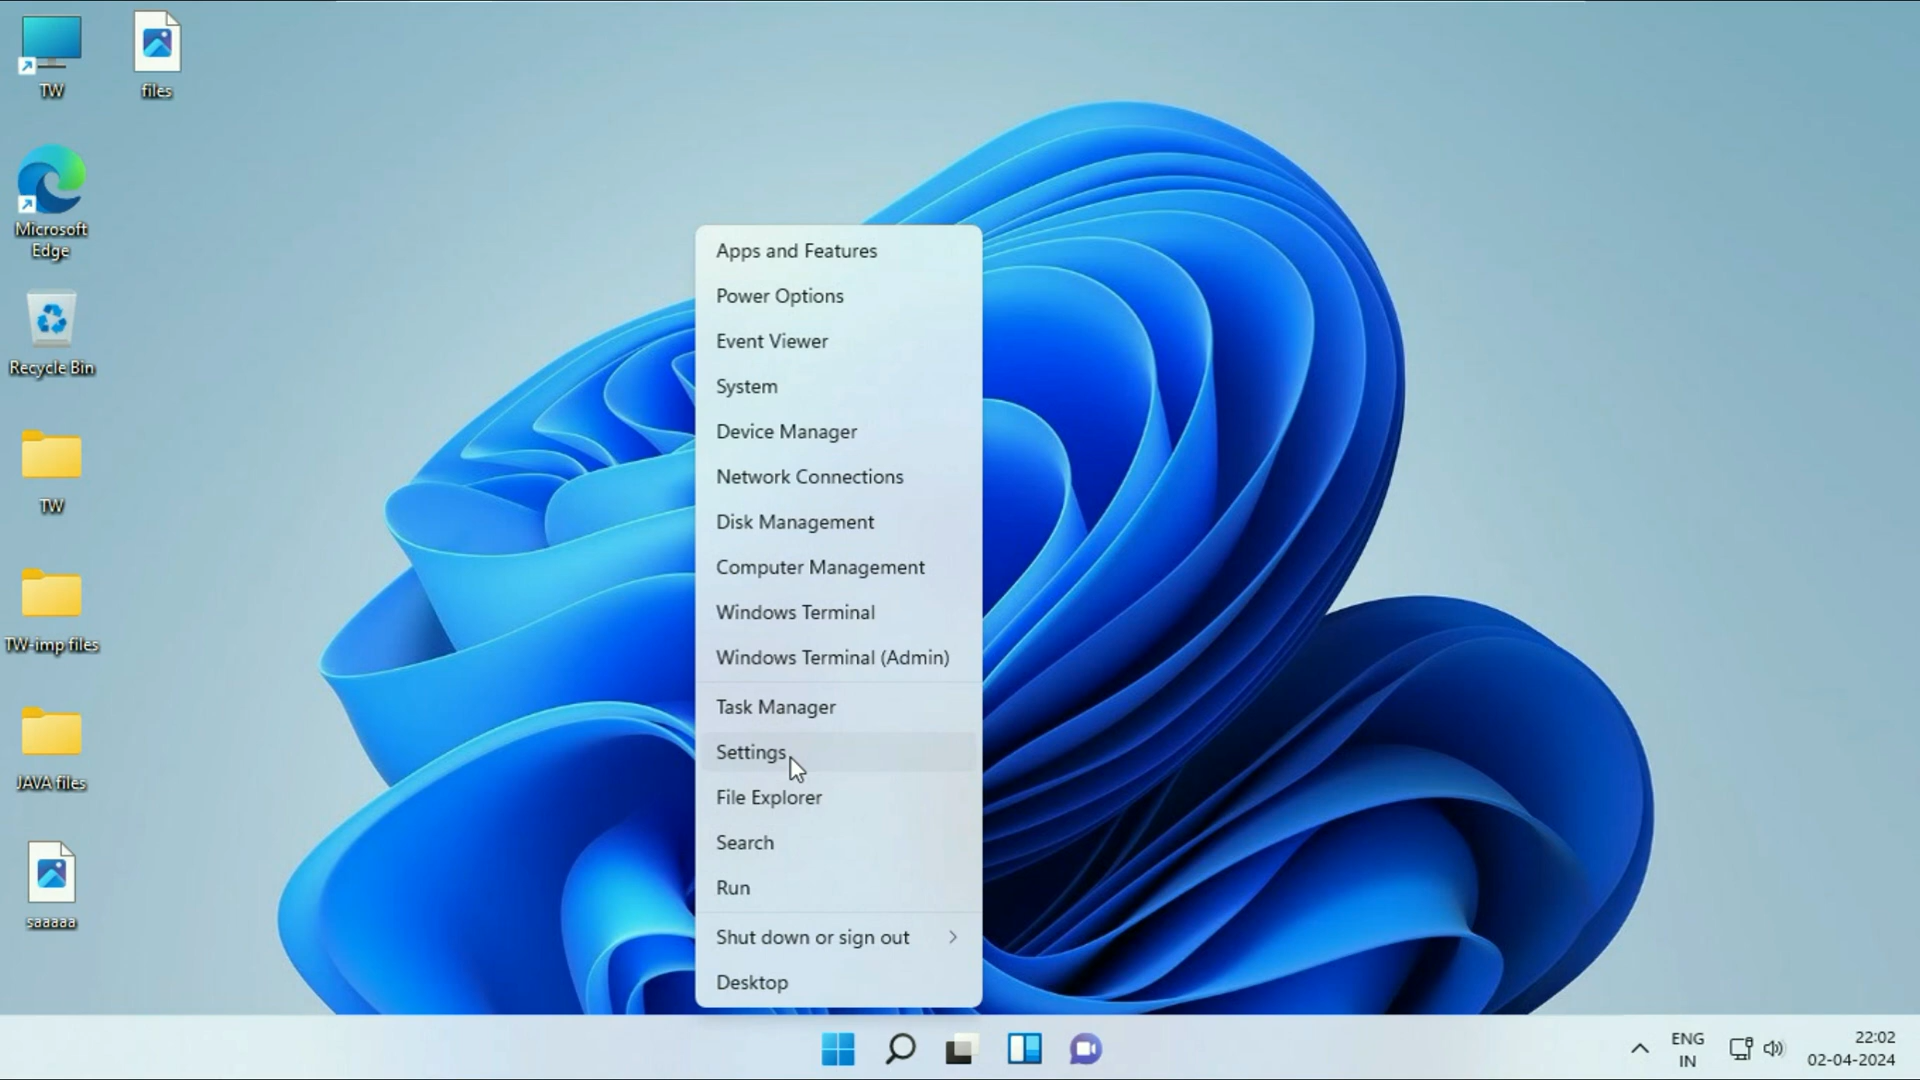 TW
files
Microsoft
Edge
Recycle Bin
TW
TW-imp files
JAVA files
saaaaa
Apps and Features
Power Options
Event Viewer
System
Device Manager
Network Connections
Disk Management
Computer Management
Windows Terminal
Windows Terminal (Admin)
Task Manager
Settings
File Explorer
Search
Run
Shut down or sign out
Desktop
ENG
IN
22:02
02-04-2024